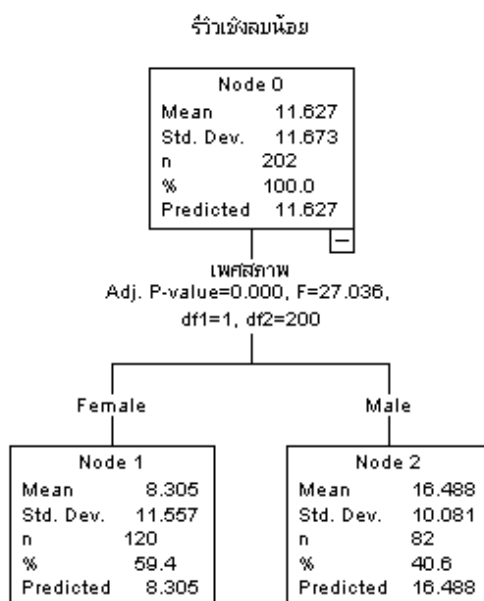 รีวิวเชิงลบน้อย
Node 0
Mean 11.627
Std. Dev. 11.673
n 202
% 100.0
Predicted 11.627
เพศสภาพ
Adj. P-value=0.000, F=27.036,
df1=1, df2=200
Female
Male
Node 1
Mean 8.305
Std. Dev. 11.557
n 120
% 59.4
Predicted 8.305
Node 2
Mean 16.488
Std. Dev. 10.081
n 82
% 40.6
Predicted 16.488